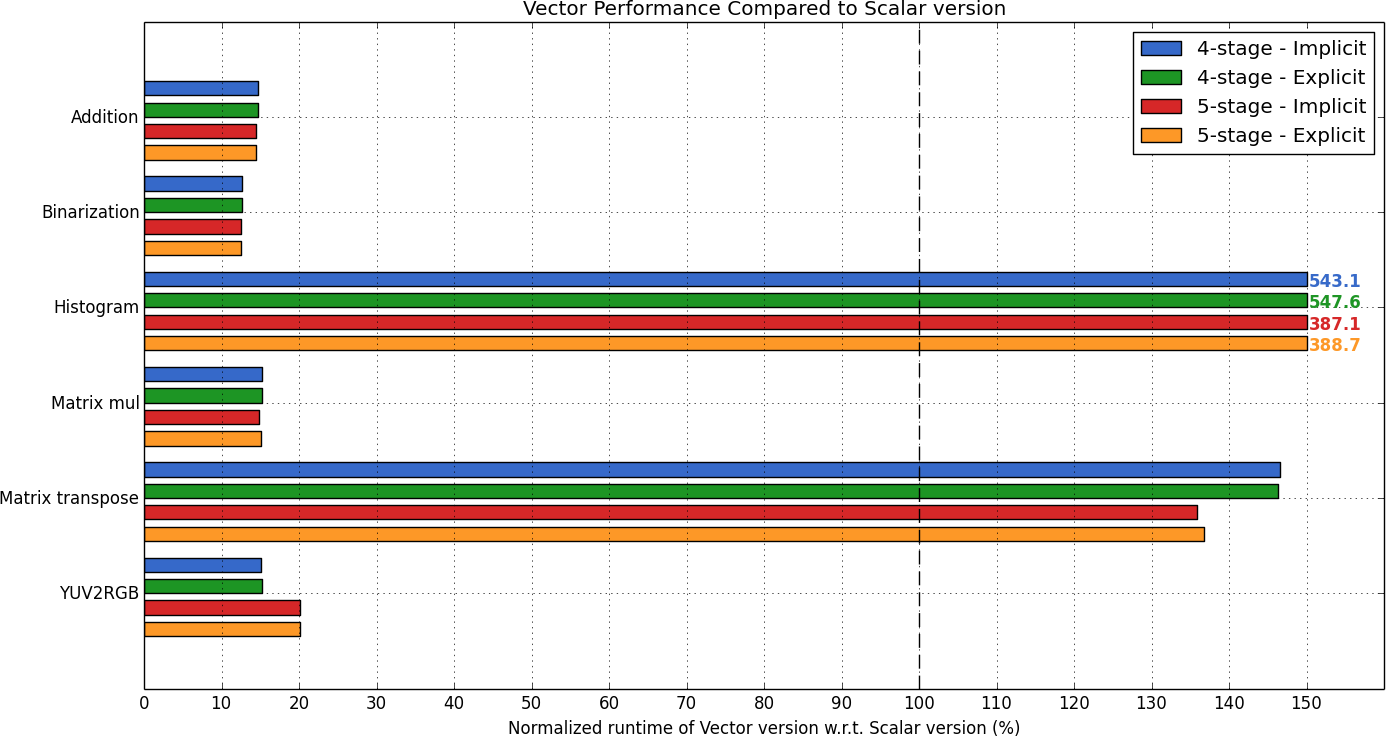 Vector Performance Compared to Scalar version
4-stage - Implicit
4-stage - Explicit
5-stage - Implicit
5-stage - Explicit
Addition
Binarization
Histogram
543.1
547.6
387.1
388.7
Matrix mul
Matrix transpose
YUV2RGB
0 10 20 30 40 50 60 70 80 90 100 110 120 130 140 150
Normalized runtime of Vector version w.r.t. Scalar version (%)